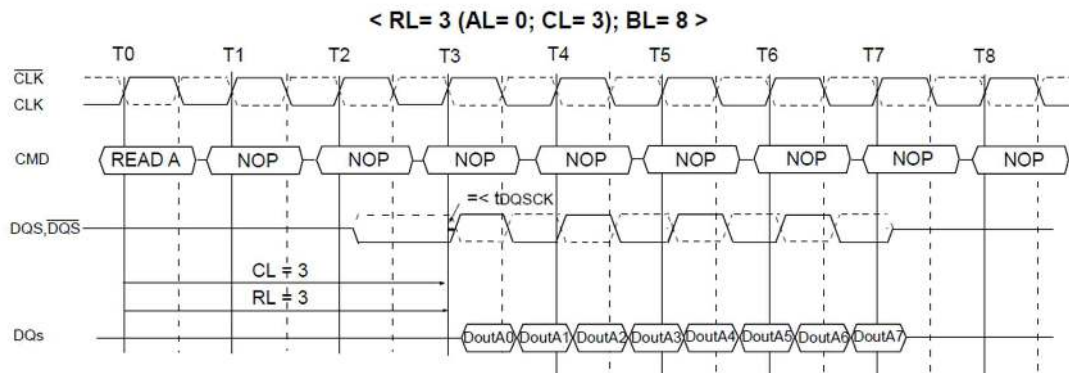 < RL= 3 (AL= 0; CL= 3); BL= 8 >
T0 T1 T2 T3 T4 T5 T6 T7 T8
CLK
CLK
CMD READ A NOP NOP NOP NOP NOP NOP NOP NOP
=< tDQSCK
DQS,DQS
CL = 3
RL = 3
DQs DoutA0 DoutA1 DoutA2 DoutA3 DoutA4 DoutA5 DoutA6 DoutA7